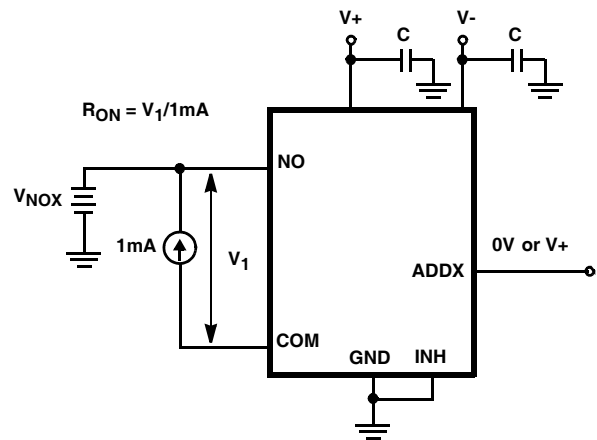 V+
V-
C
C
RON = V1/1mA
NO
VNOX
1mA
V1
0V or V+
ADDX
COM
GND
INH